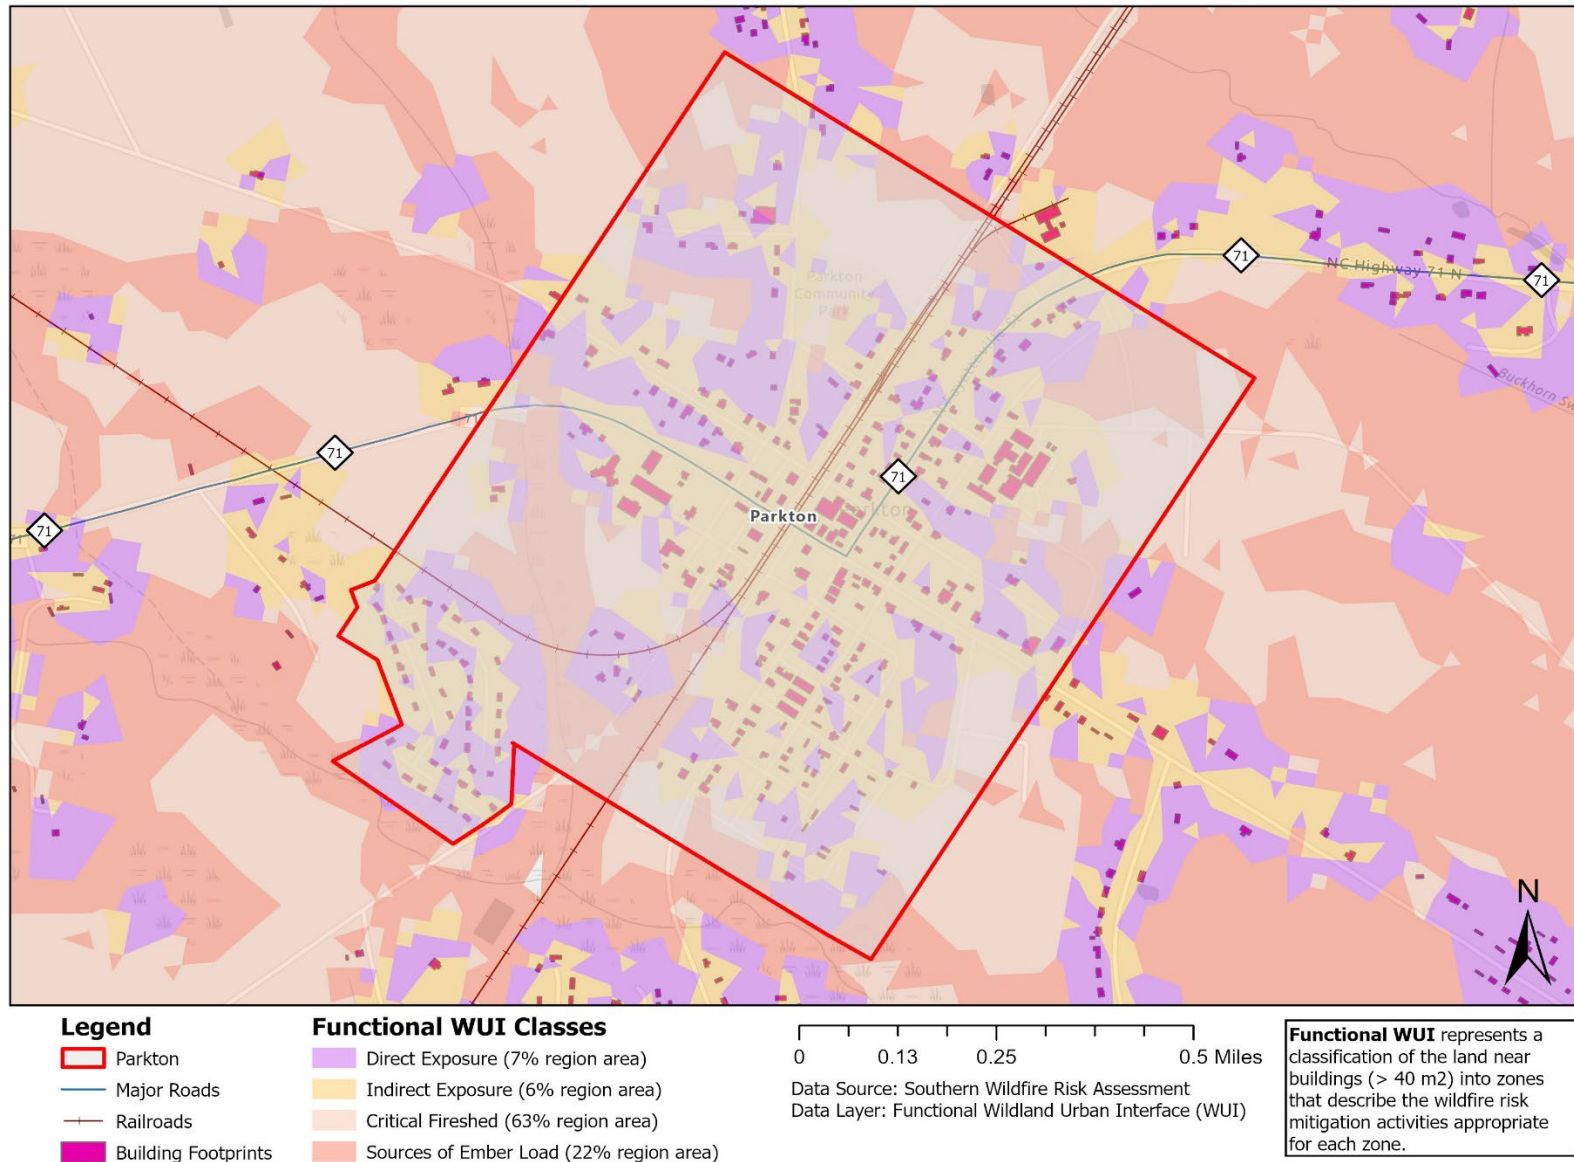 Parkton
Community
Park
71
NC Highway 71 N
71
Buckhorn Sw
71
71
71
Parkton
Parkton
71
71
N
Legend
Parkton
Major Roads
Railroads
Building Footprints
Functional WUI Classes
Direct Exposure (7% region area)
Indirect Exposure (6% region area)
Critical Fireshed (63% region area)
Sources of Ember Load (22% region area)
0 0.13 0.25 0.5 Miles
Data Source: Southern Wildfire Risk Assessment
Data Layer: Functional Wildland Urban Interface (WUI)
Functional WUI represents a
classification of the land near
buildings (> 40 m2) into zones
that describe the wildfire risk
mitigation activities appropriate
for each zone.